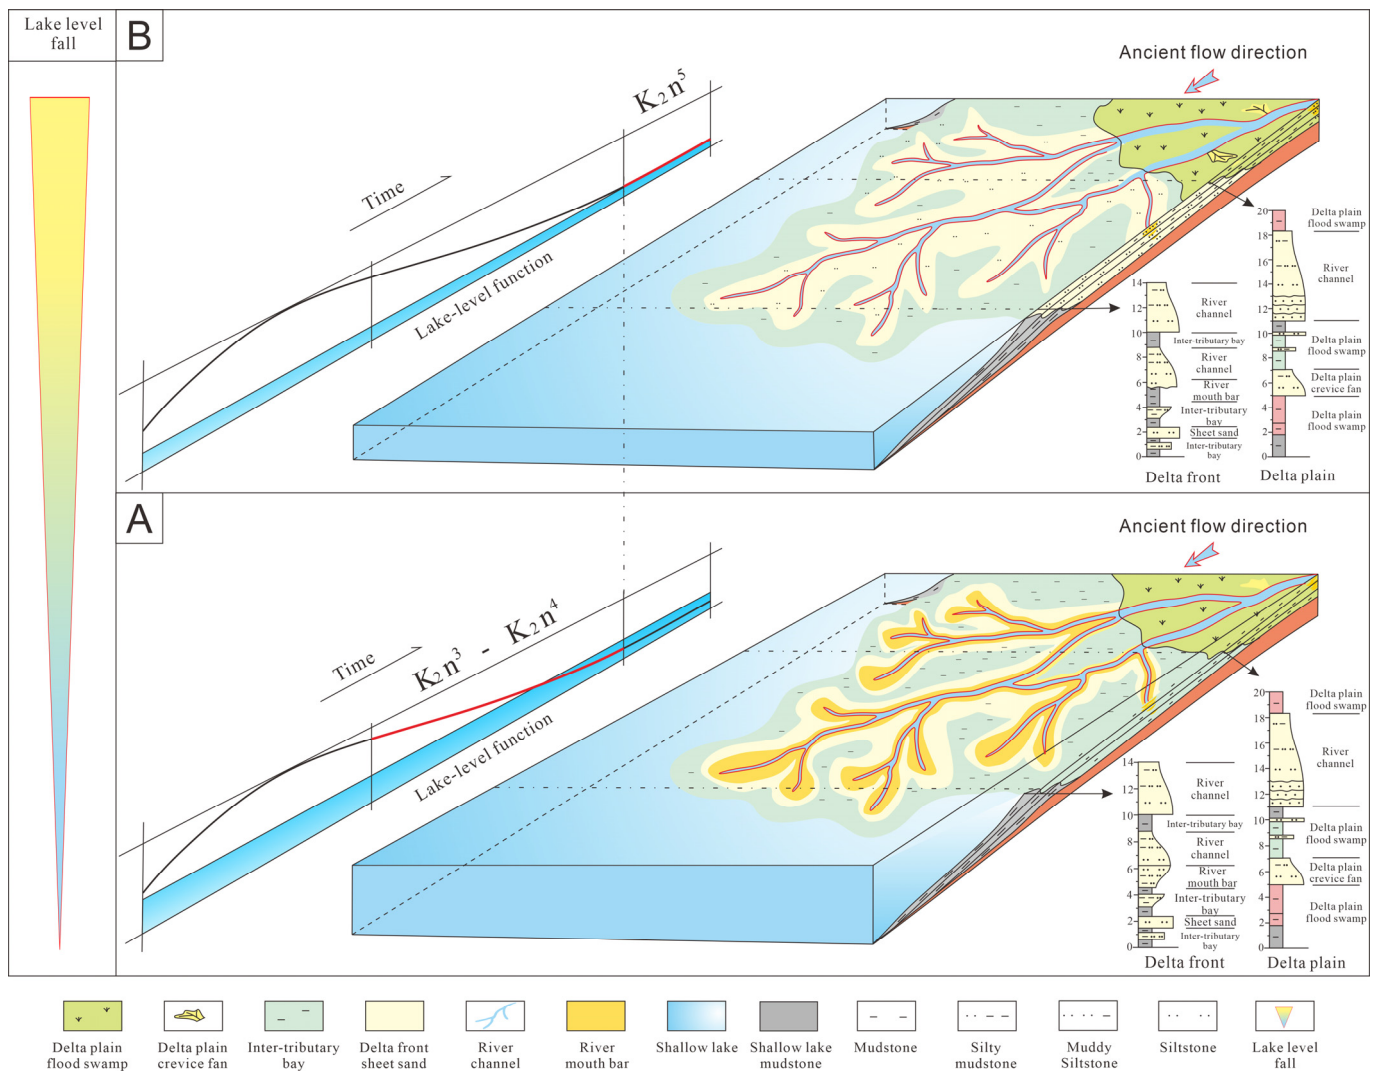 Lake level
fall
B
Ancient flow direction
K₂n⁵
Time
Lake-level function
20
18
16
14
12
10
8
6
4
2
0
Delta plain
flood swamp
River
channel
Delta plain
flood swamp
Delta plain
crevice fan
Delta plain
flood swamp
Delta plain
14
12
10
8
6
4
2
0
River
channel
Inter-tributary bay
River
channel
River
mouth bar
Inter-tributary
bay
Sheet sand
Inter-tributary
bay
Delta front
A
Ancient flow direction
K₂n³ - K₂n⁴
Time
Lake-level function
20
18
16
14
12
10
8
6
4
2
0
Delta plain
flood swamp
River
channel
Delta plain
flood swamp
Delta plain
crevice fan
Delta plain
flood swamp
Delta plain
14
12
10
8
6
4
2
0
River
channel
Inter-tributary bay
River
channel
River
mouth bar
Inter-tributary
bay
Sheet sand
Inter-tributary
bay
Delta front
Delta plain
flood swamp
Delta plain
crevice fan
Inter-tributary
bay
Delta front
sheet sand
River
channel
River
mouth bar
Shallow lake
Shallow lake
mudstone
Mudstone
Silty
mudstone
Muddy
Siltstone
Siltstone
Lake level
fall